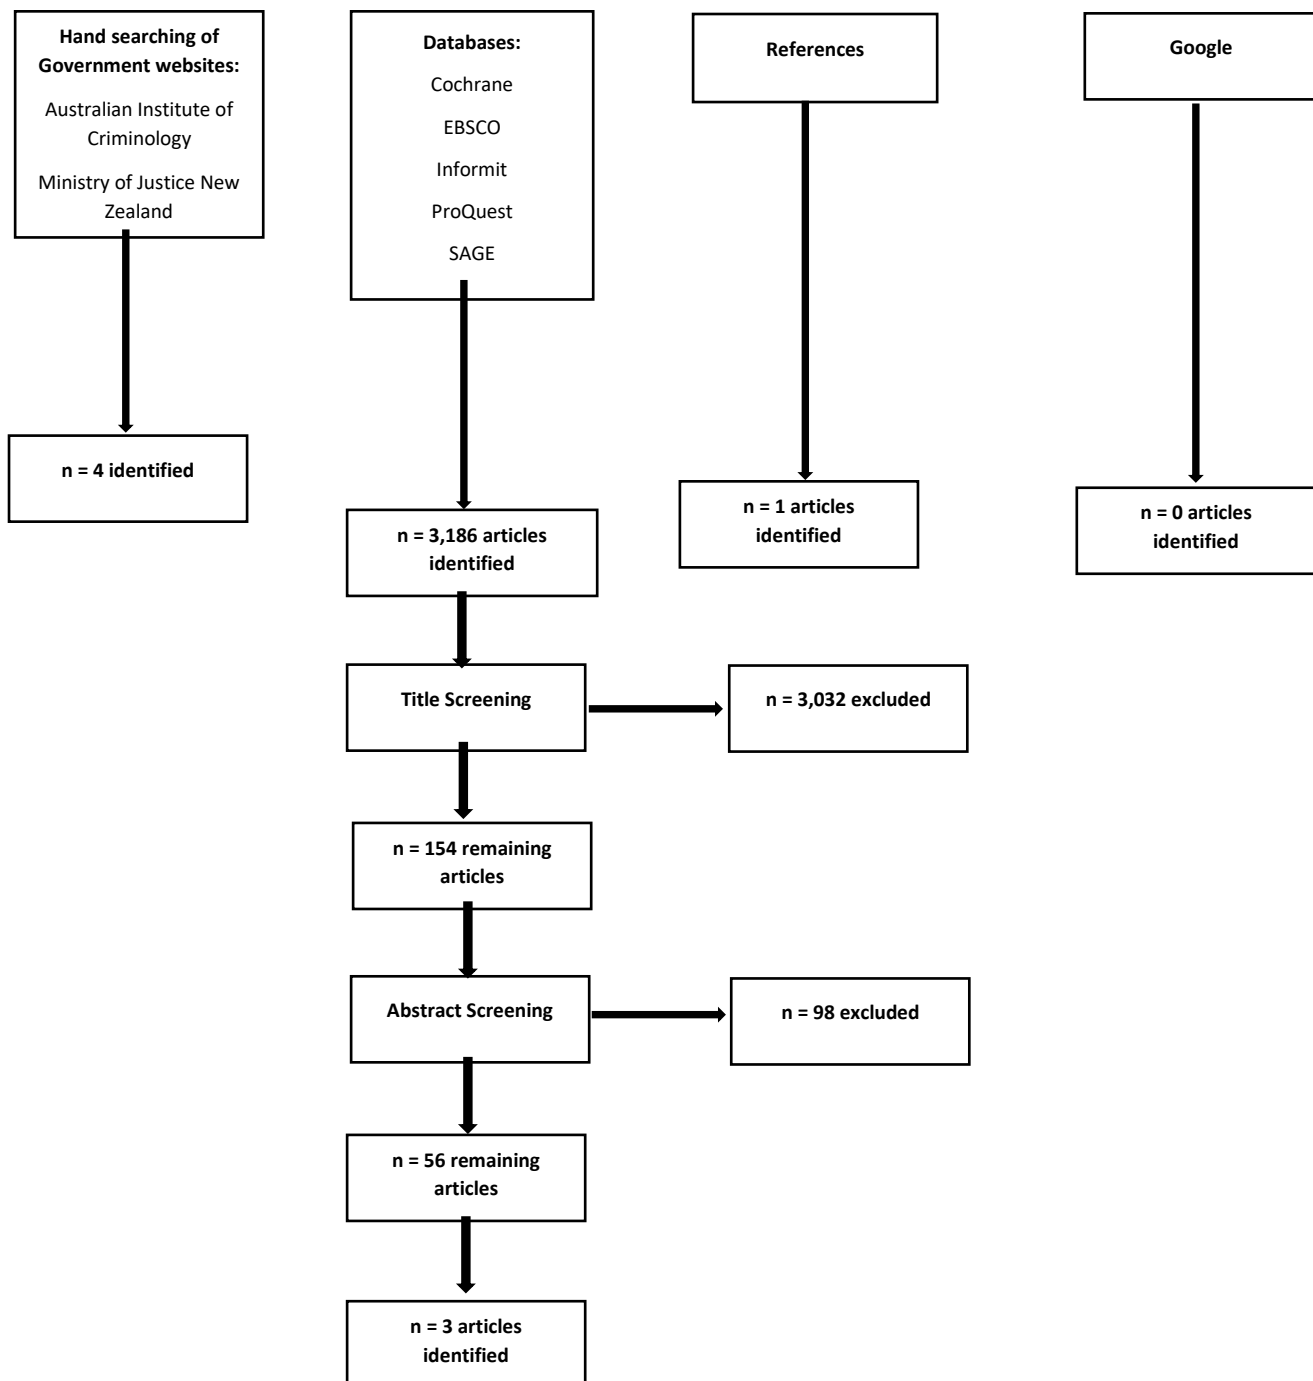 Hand searching of
Government websites:
Australian Institute of
Criminology
Ministry of Justice New
Zealand
Databases:
Cochrane
EBSCO
Informit
ProQuest
SAGE
References
Google
n = 4 identified
n = 3,186 articles
identified
n = 1 articles
identified
n = 0 articles
identified
Title Screening
n = 3,032 excluded
n = 154 remaining
articles
Abstract Screening
n = 98 excluded
n = 56 remaining
articles
n = 3 articles
identified